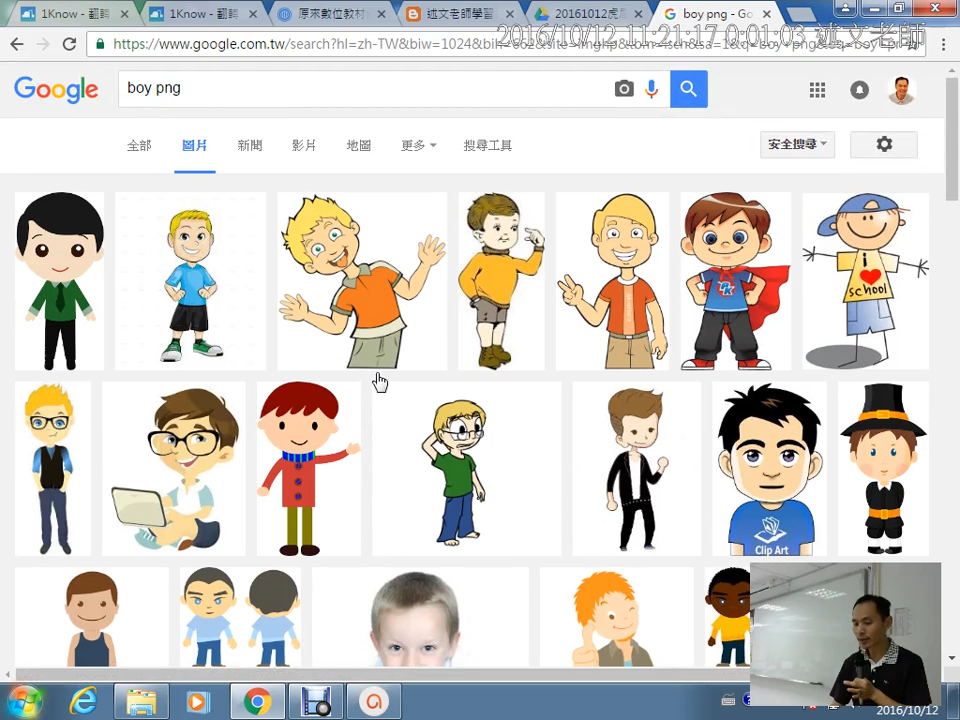 1Know - 翻
1Know - 翻
原來數位教材
述文老師學習
20161012虎
boy png - Go
https://www.google.com.tw/search?hl=zh-TW&biw=1024&bih=
2016/10/12 11:21:17 0:01:03 述文老師
Google
boy png
全部
圖片
新聞
影片
地圖
更多
搜尋工具
安全搜尋
i
school
Clip Art
2016/10/12